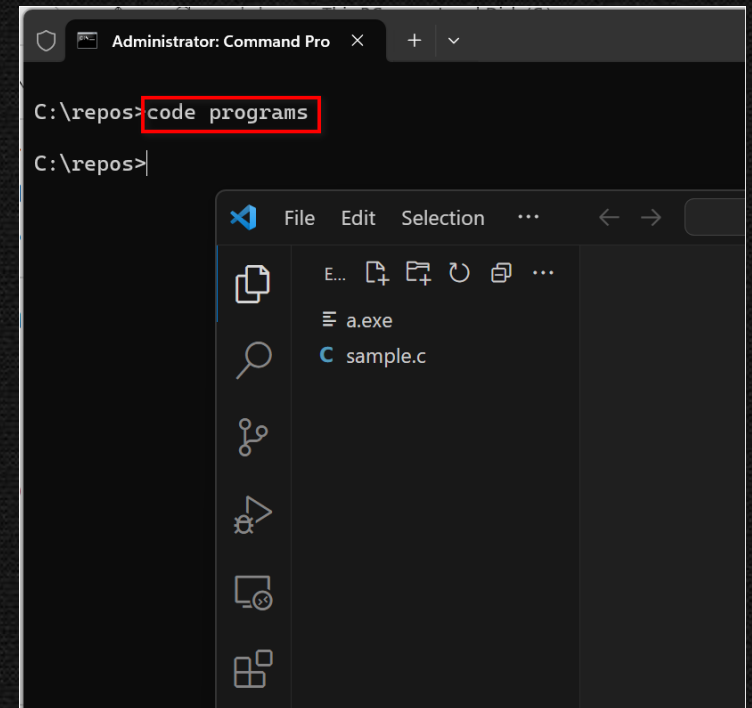 Administrator: Command Pro
C:\repos>code programs
C:\repos>
File Edit Selection ···
E... ···
a.exe
C sample.c